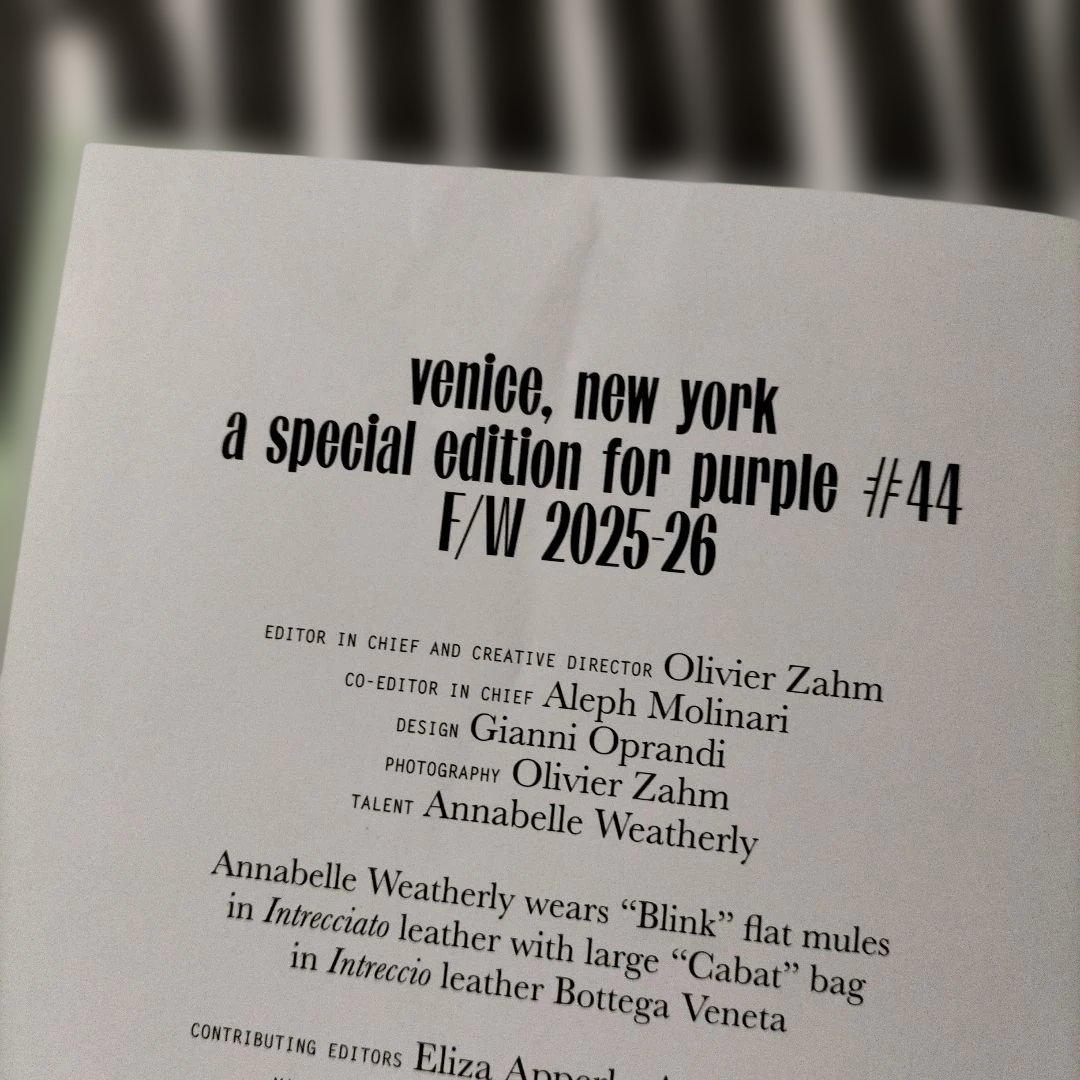 venice, new york
a special edition for purple #44
F/W 2025-26
EDITOR IN CHIEF AND CREATIVE DIRECTOR Olivier Zahm
CO-EDITOR IN CHIEF Aleph Molinari
DESIGN Gianni Oprandi
PHOTOGRAPHY Olivier Zahm
TALENT Annabelle Weatherly
Annabelle Weatherly wears “Blink” flat mules
in Intrecciato leather with large “Cabat” bag
in Intreccio leather Bottega Veneta
CONTRIBUTING EDITORS Eliza